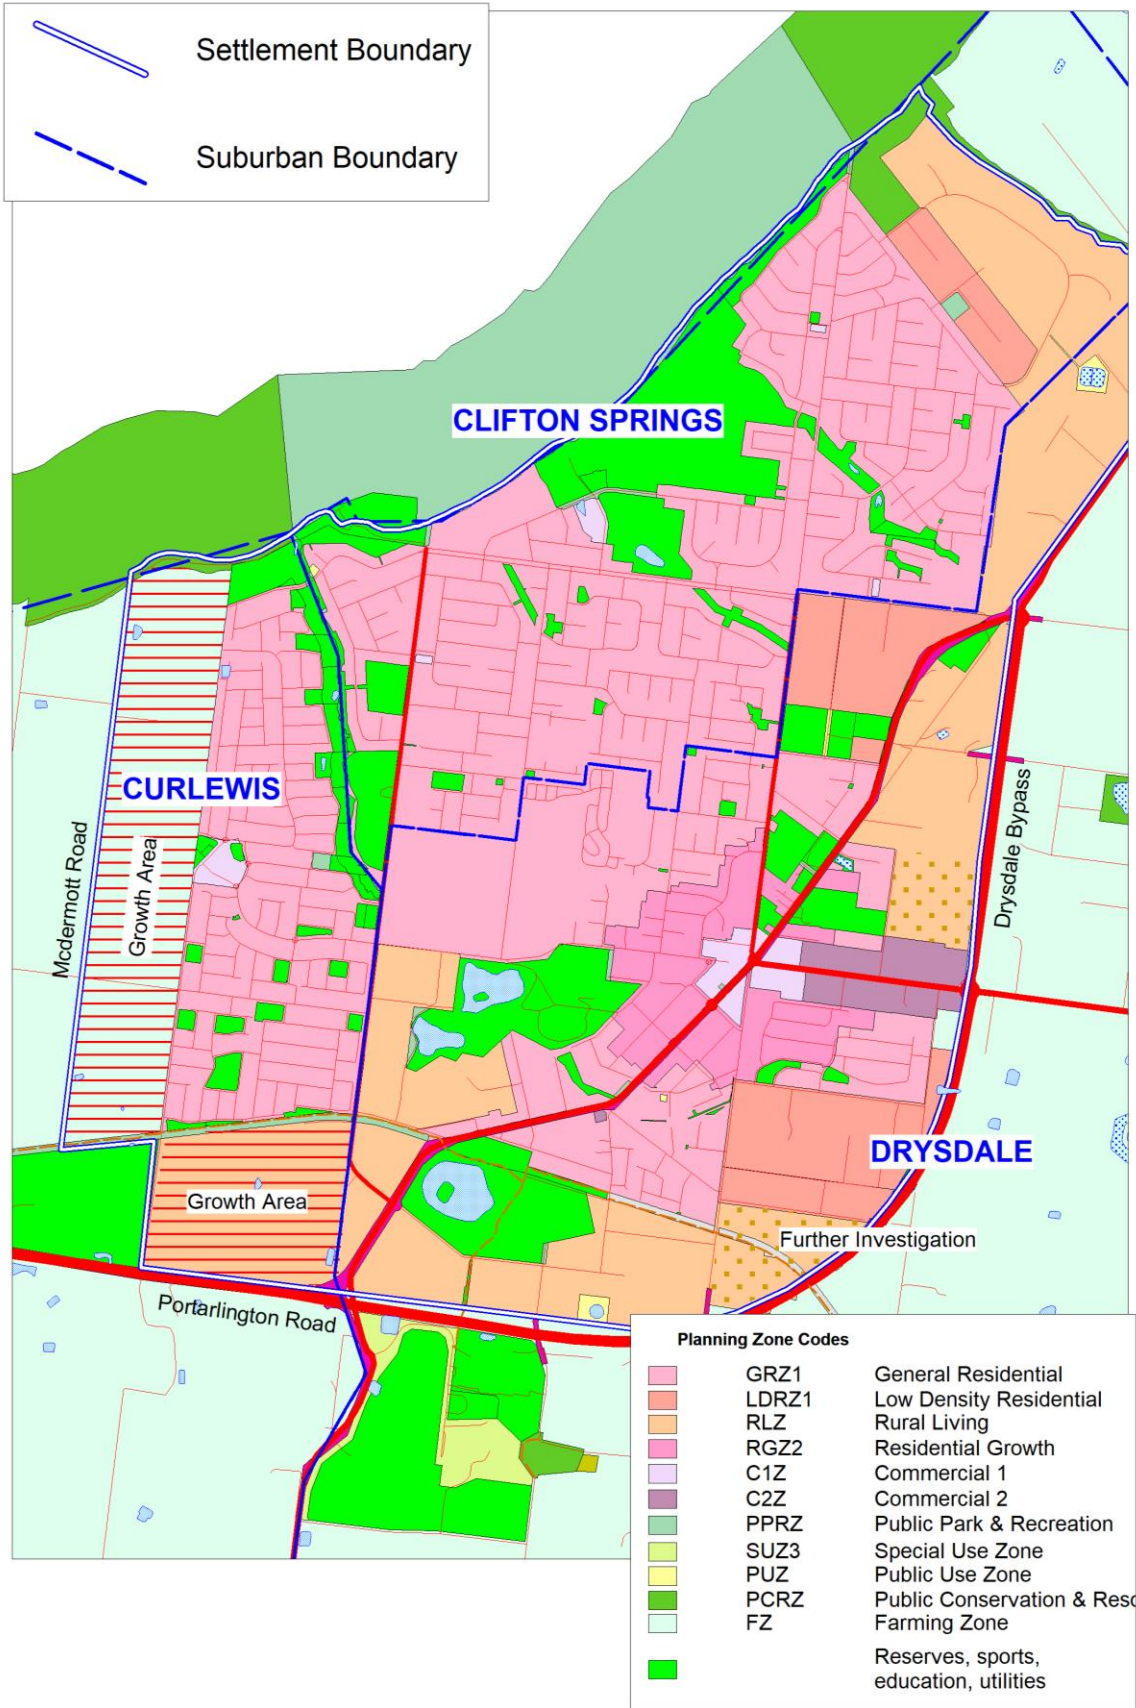 Settlement Boundary
Suburban Boundary
CLIFTON SPRINGS
CURLEWIS
Mcdermott Road
Growth Area
Drysdale Bypass
DRYSDALE
Growth Area
Further Investigation
Portarlington Road
Planning Zone Codes
GRZ1 General Residential
LDRZ1 Low Density Residential
RLZ Rural Living
RGZ2 Residential Growth
C1Z Commercial 1
C2Z Commercial 2
PPRZ Public Park & Recreation
SUZ3 Special Use Zone
PUZ Public Use Zone
PCRZ Public Conservation & Reso
FZ Farming Zone
Reserves, sports,
education, utilities